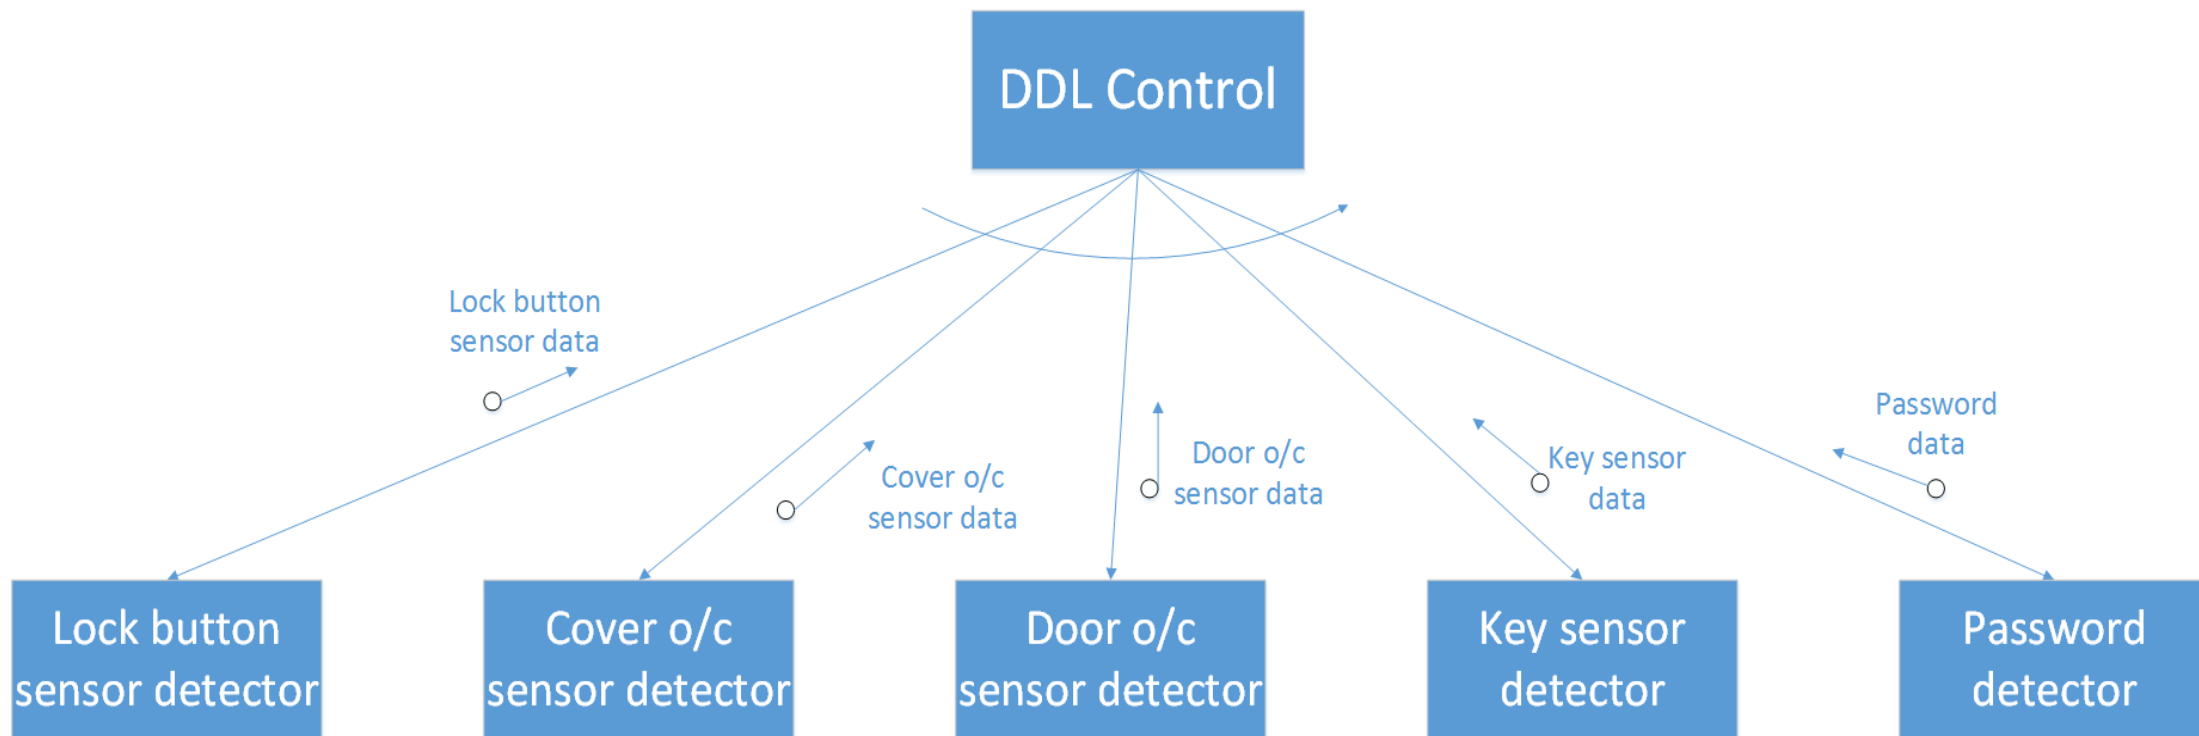 DDL Control
Lock button
sensor data
Cover o/c
sensor data
Door o/c
sensor data
Key sensor
data
Password
data
Lock button
sensor detector
Cover o/c
sensor detector
Door o/c
sensor detector
Key sensor
detector
Password
detector